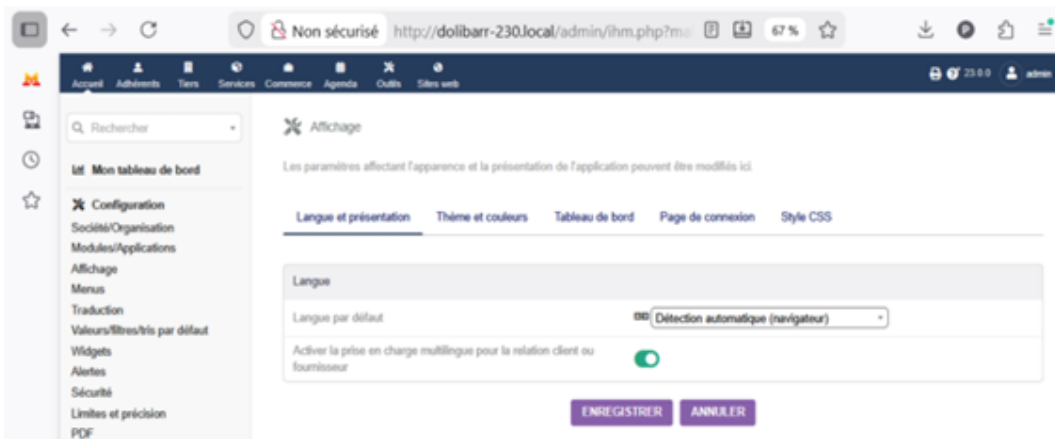 Non sécurisé http://dolibarr-230.local/admin/ihm.php?ma 67 %
Accueil Adhérents Tiers Services Commerce Agenda Outils Sites web 23.0.0 admin
Rechercher
Mon tableau de bord
Configuration
Société/Organisation
Modules/Applications
Affichage
Menus
Traduction
Valeurs/filtres/tris par défaut
Widgets
Alertes
Sécurité
Limites et précision
PDF
Affichage
Les paramètres affectant l'apparence et la présentation de l'application peuvent être modifiés ici.
Langue et présentation Thème et couleurs Tableau de bord Page de connexion Style CSS
Langue
Langue par défaut Détection automatique (navigateur)
Activer la prise en charge multilingue pour la relation client ou
fournisseur
ENREGISTRER ANNULER